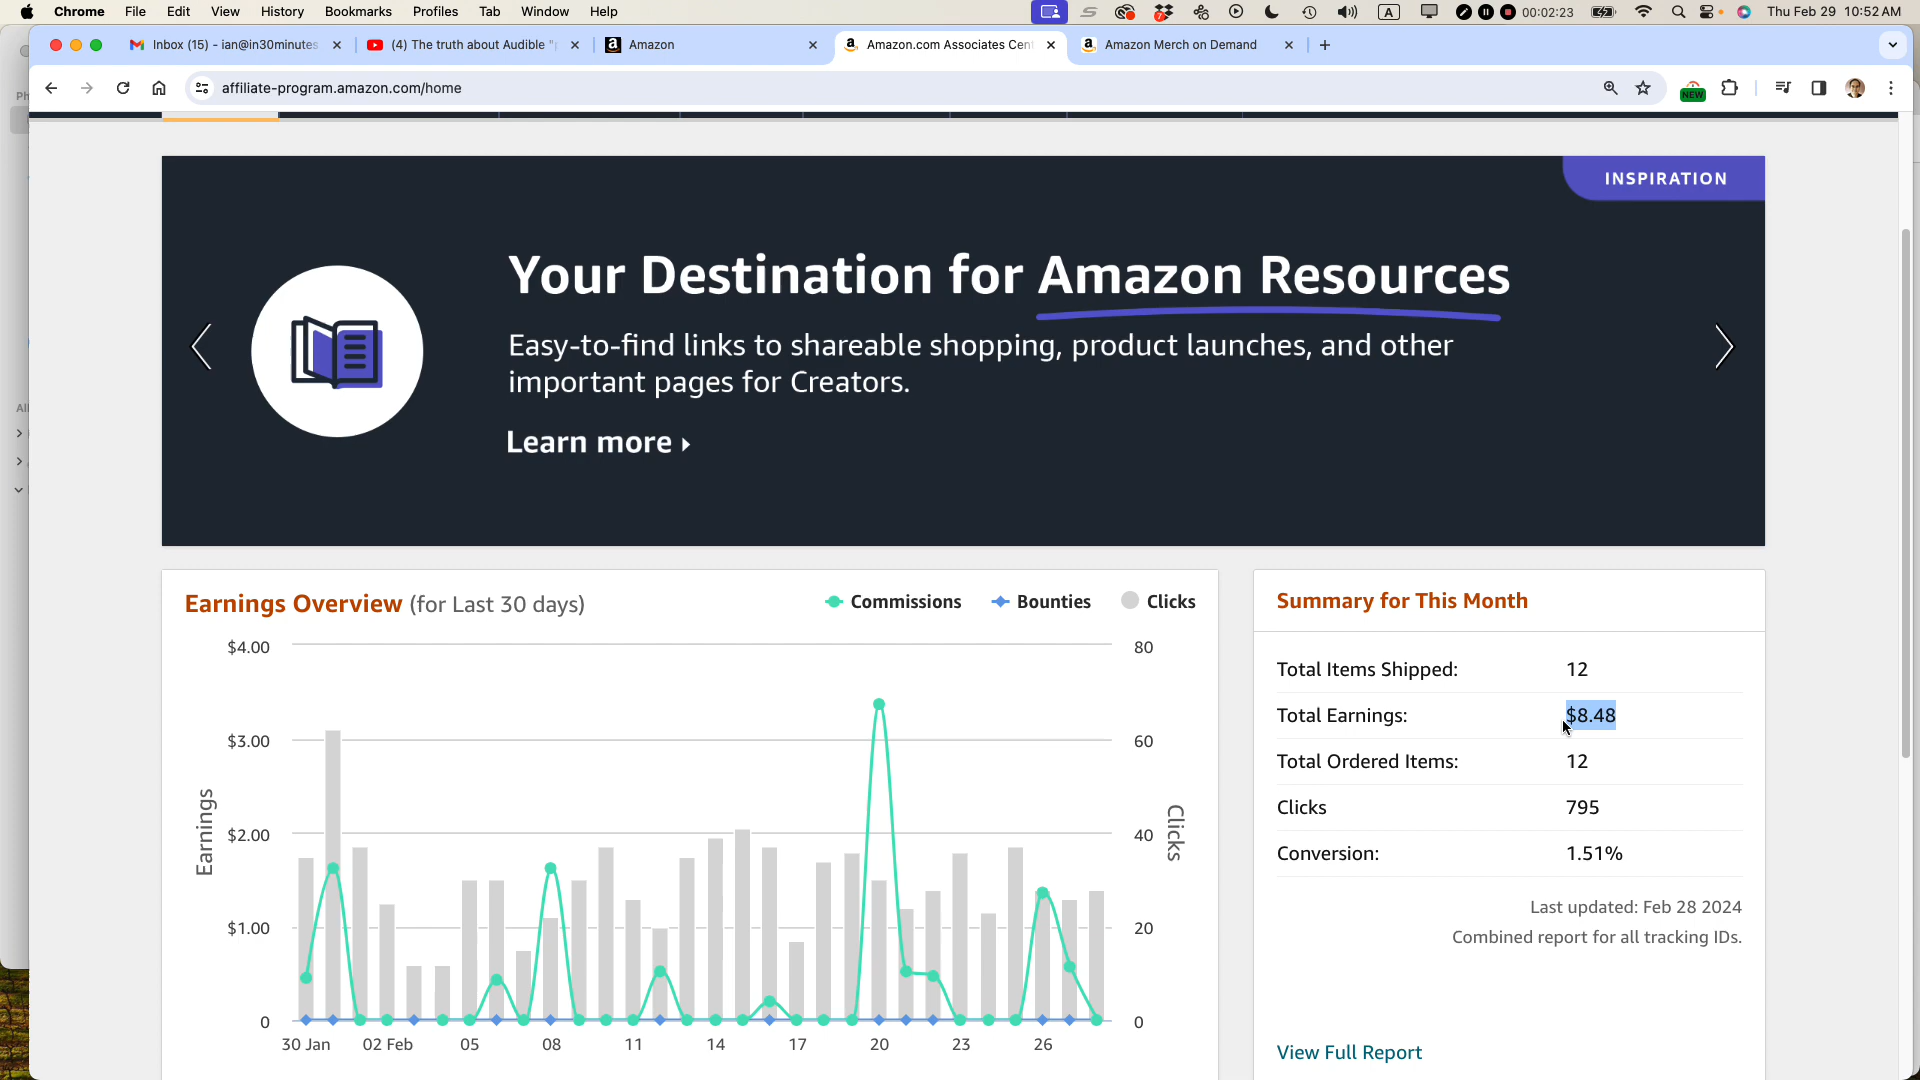 Chrome File Edit View History Bookmarks Profiles Tab Window Help 00:02:23 Thu Feb 29 10:52 AM
Inbox (15) - ian@in30minutes (4) The truth about Audible " Amazon Amazon.com Associates Cen Amazon Merch on Demand
affiliate-program.amazon.com/home
NEW
INSPIRATION
Your Destination for Amazon Resources
Easy-to-find links to shareable shopping, product launches, and other
important pages for Creators.
Learn more
Earnings Overview (for Last 30 days)
Commissions Bounties Clicks
$4.00
$3.00
$2.00
$1.00
0
Earnings
80
60
40
20
0
Clicks
30 Jan 02 Feb 05 08 11 14 17 20 23 26
Summary for This Month
Total Items Shipped: 12
Total Earnings: $8.48
Total Ordered Items: 12
Clicks 795
Conversion: 1.51%
Last updated: Feb 28 2024
Combined report for all tracking IDs.
View Full Report